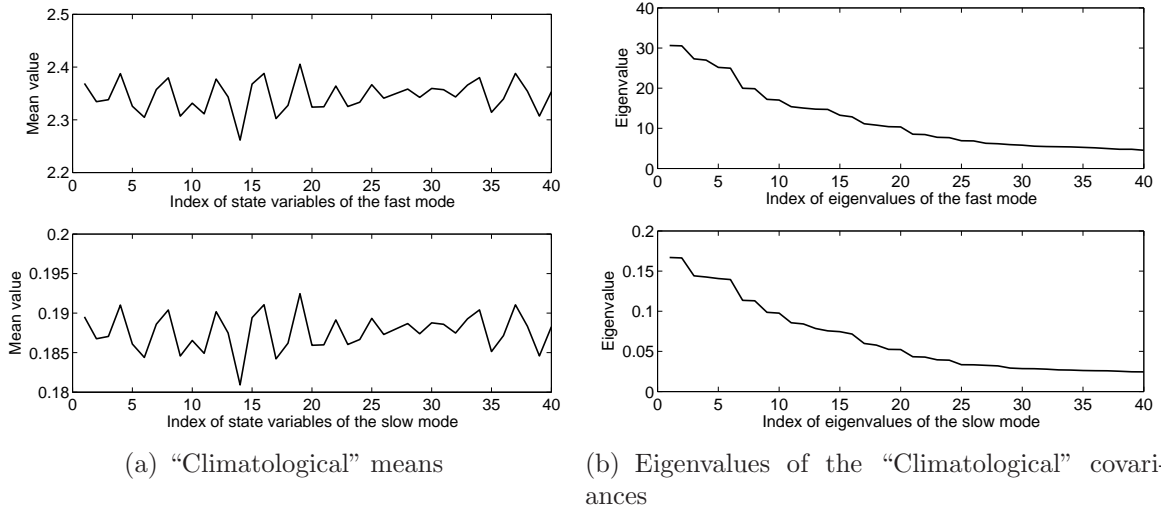 2.5
2.4
2.3
2.2
Mean value
0 5 10 15 20 25 30 35 40
Index of state variables of the fast mode
0.2
0.195
0.19
0.185
0.18
Mean value
0 5 10 15 20 25 30 35 40
Index of state variables of the slow mode
(a) “Climatological” means
40
30
20
10
0
Eigenvalue
0 5 10 15 20 25 30 35 40
Index of eigenvalues of the fast mode
0.2
0.15
0.1
0.05
0
Eigenvalue
0 5 10 15 20 25 30 35 40
Index of eigenvalues of the slow mode
(b) Eigenvalues of the “Climatological” covari-
ances